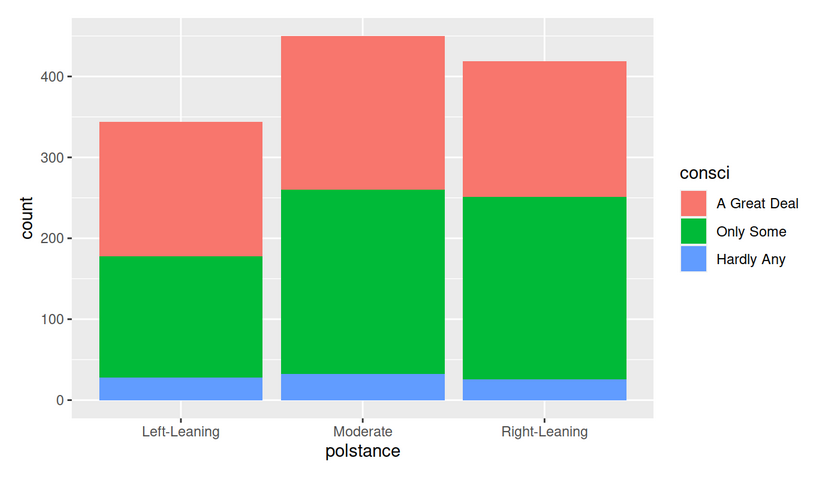 count
400
300
200
100
0
Left-Leaning Moderate Right-Leaning
polstance
consci
A Great Deal
Only Some
Hardly Any